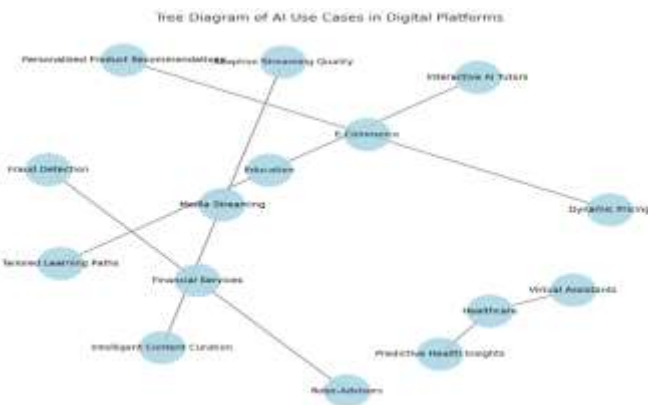 Tree Diagram of AI Use Cases in Digital Platforms
Personalized Product Recommendations
Adaptive Streaming Quality
Interactive AI Tutors
E-Commerce
Fraud Detection
Education
Media Streaming
Dynamic Pricing
Tailored Learning Paths
Financial Services
Virtual Assistants
Healthcare
Intelligent Content Curation
Predictive Health Insights
Robo-Advisors